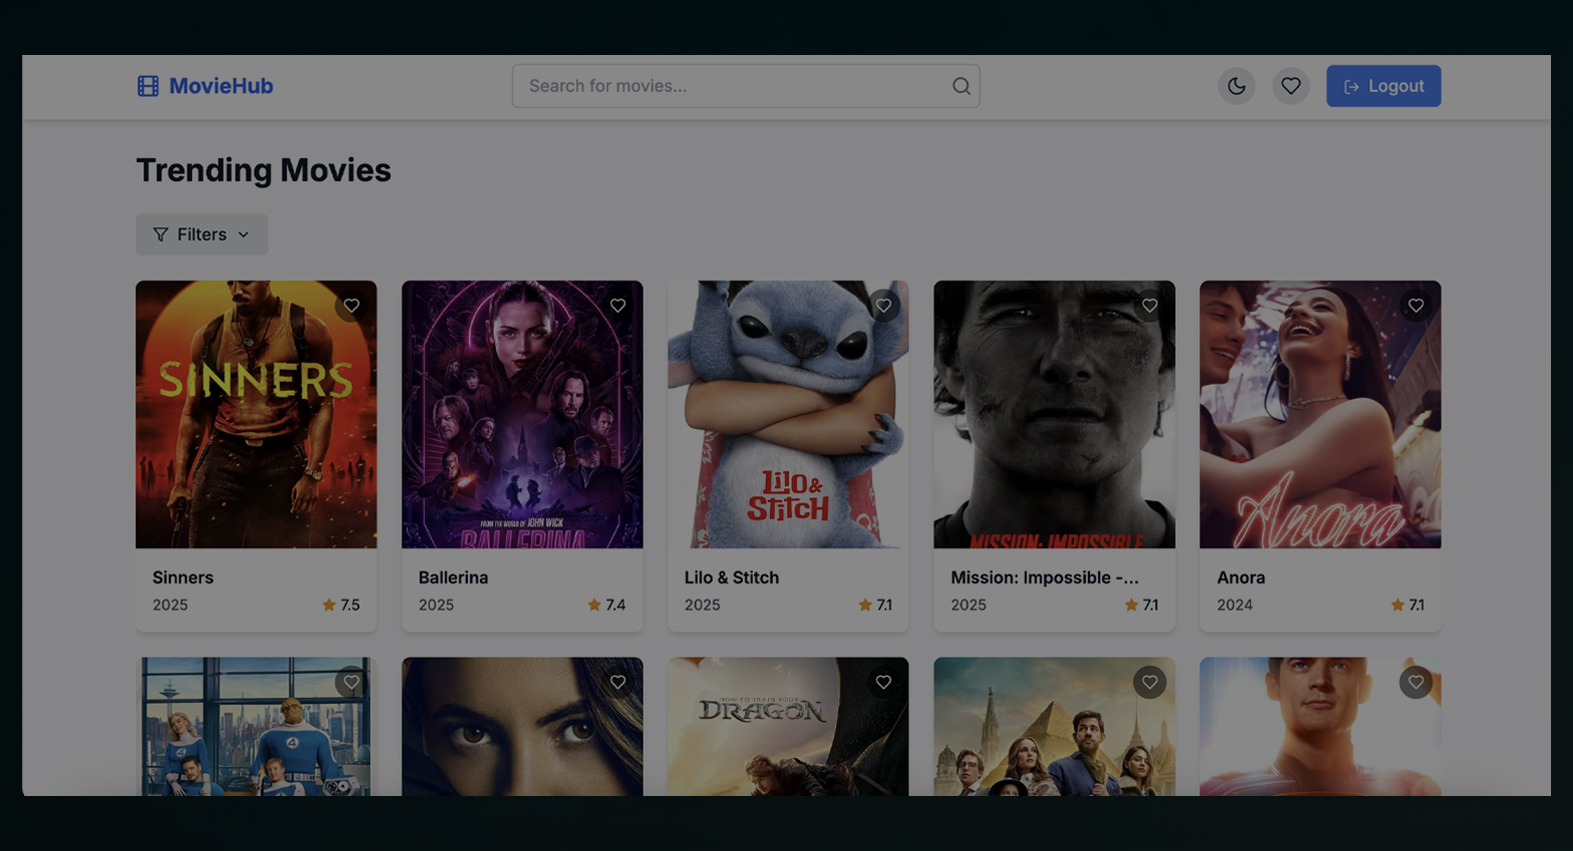 MovieHub
Search for movies...
Logout
Trending Movies
Filters
SINNERS
FROM THE WORLD OF JOHN WICK
BALLERINA
Lilo &
Stitch
MISSION: IMPOSSIBLE
Anora
Sinners
2025
7.5
Ballerina
2025
7.4
Lilo & Stitch
2025
7.1
Mission: Impossible -...
2025
7.1
Anora
2024
7.1
4
4
HOW TO TRAIN YOUR
DRAGON